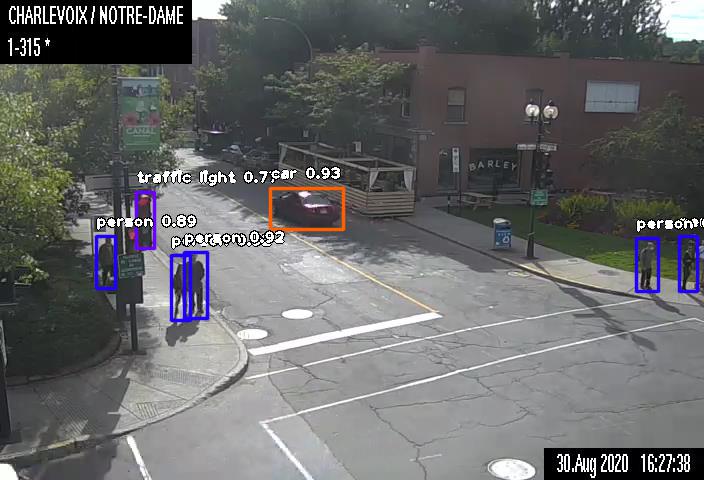 CHARLEVOIX / NOTRE-DAME
1-315 *
CANAL
traffic light 0.7
car 0.93
BARLEY
person 0.89
person 0.92
person
30.Aug 2020 16:27:38